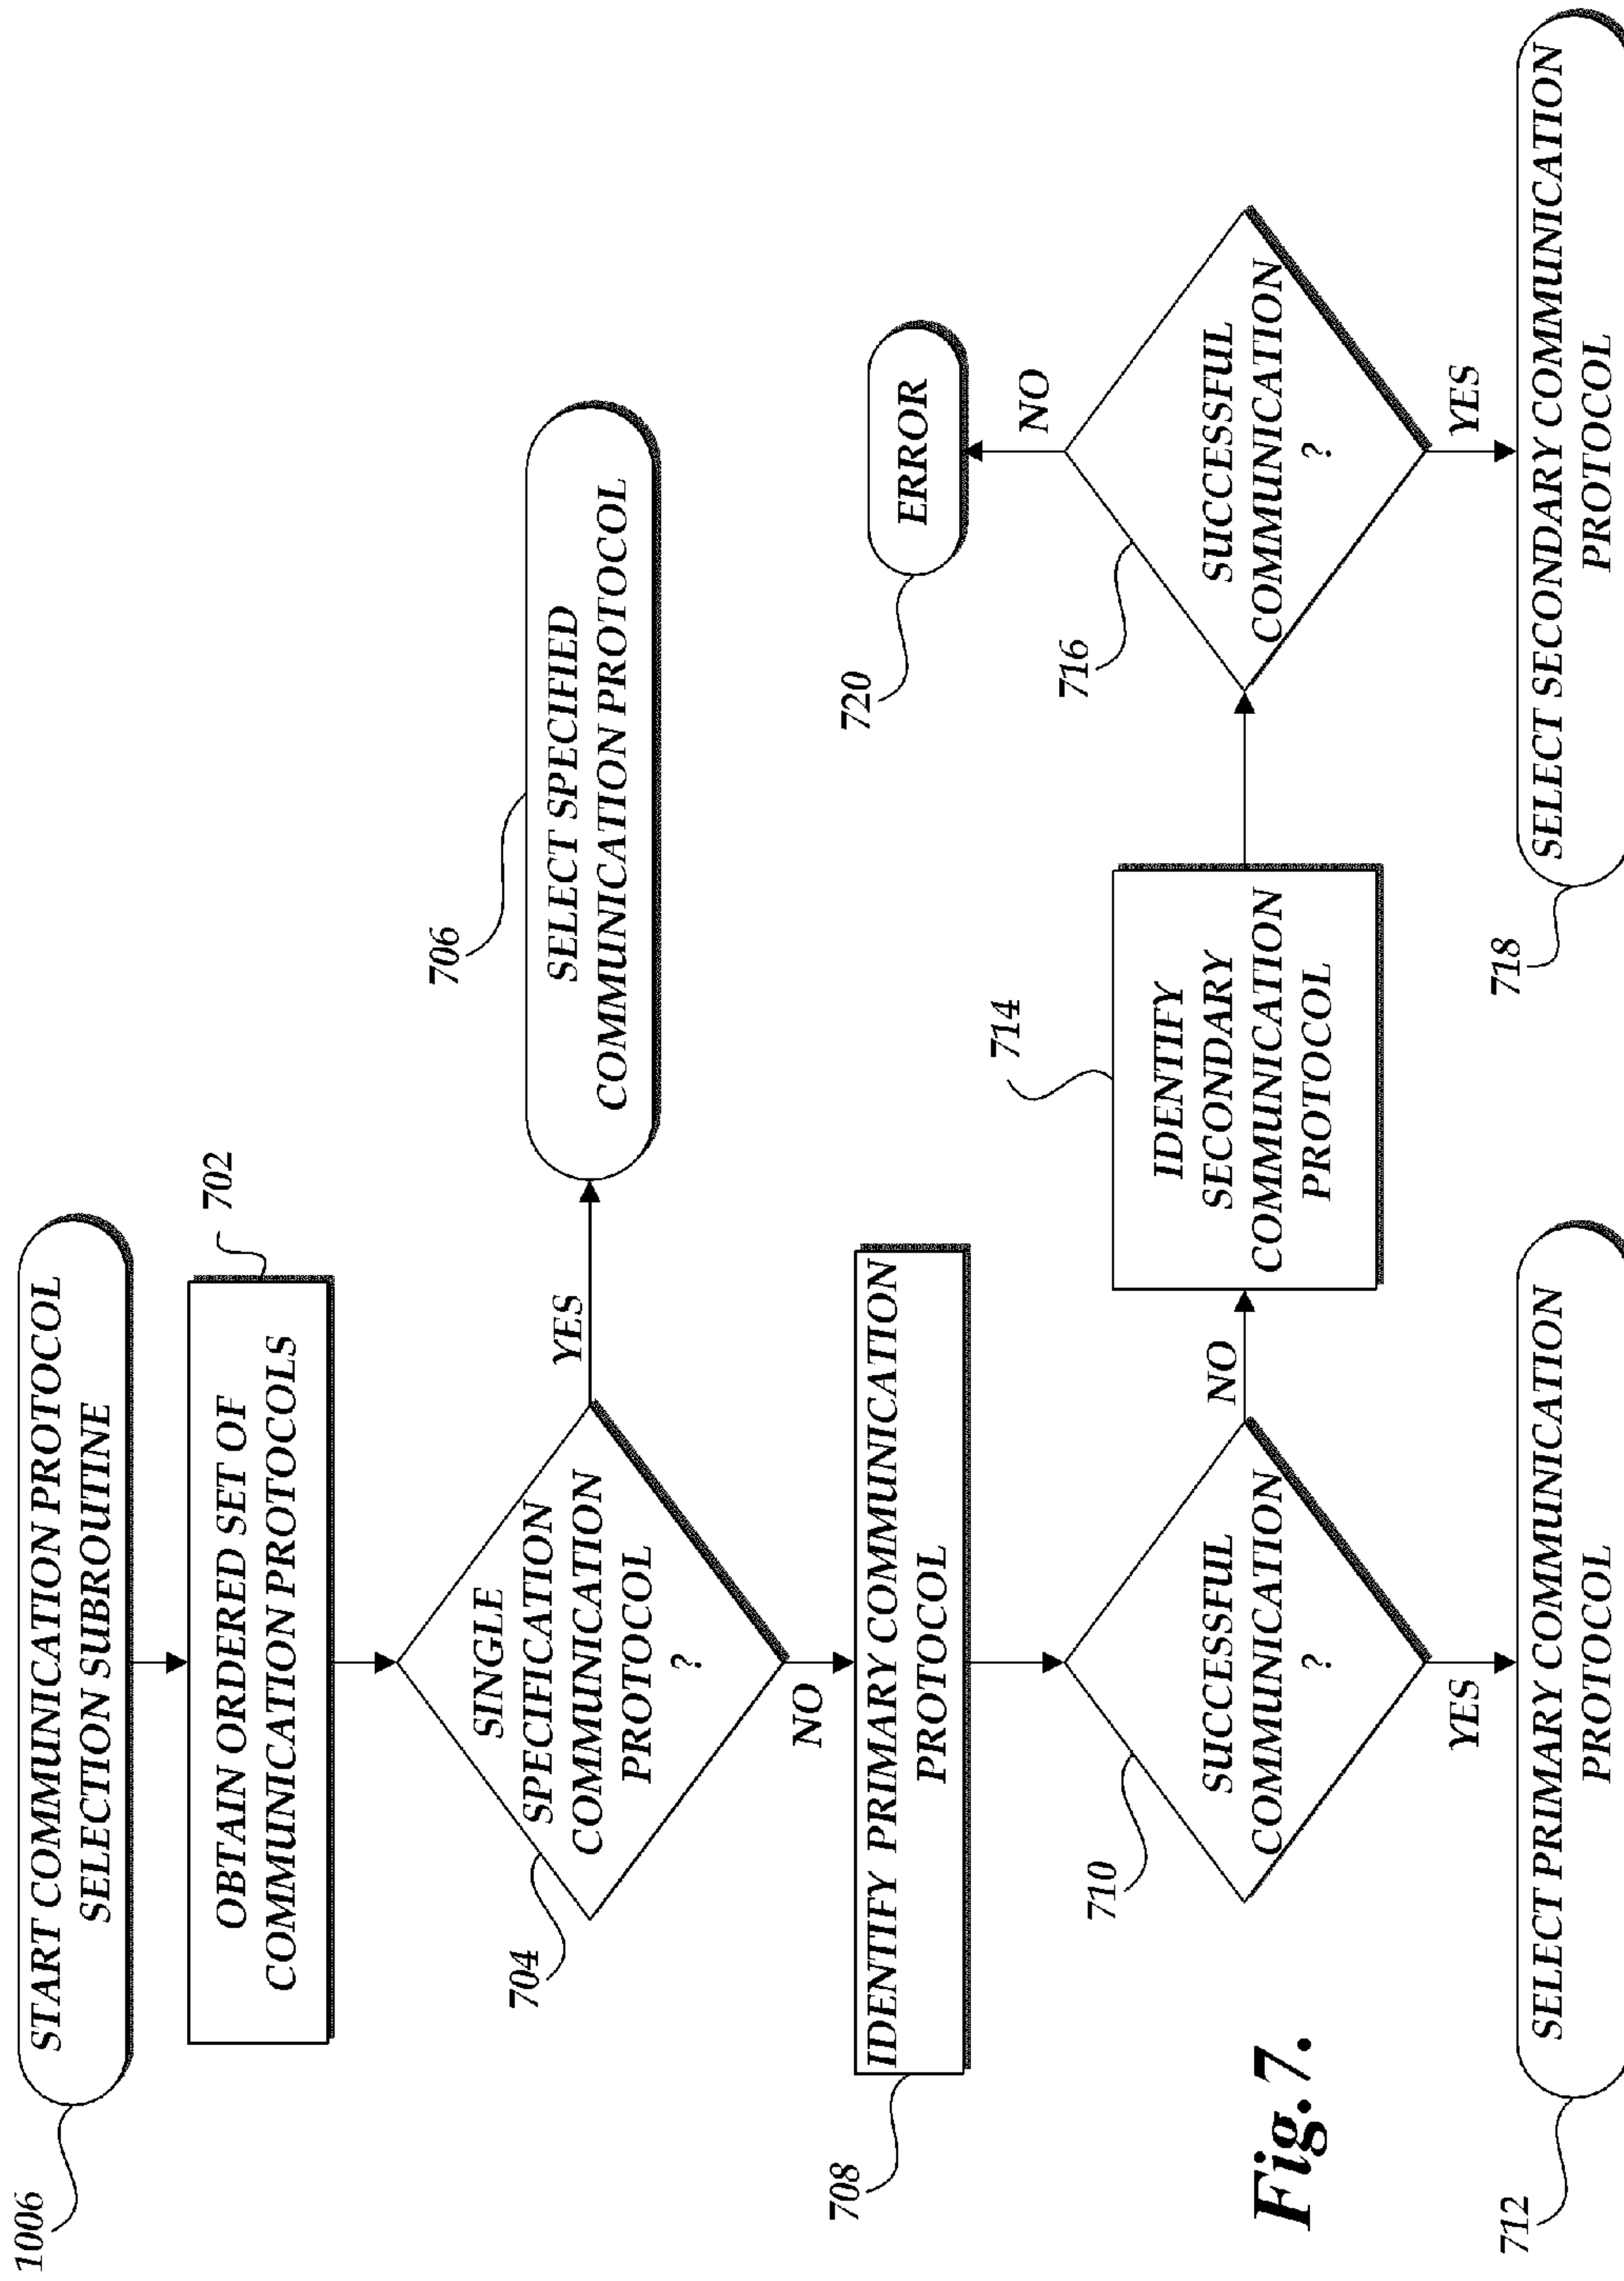 1006
START COMMUNICATION PROTOCOL
SELECTION SUBROUTINE
702
OBTAIN ORDERED SET OF
COMMUNICATION PROTOCOLS
704
SINGLE
SPECIFICATION
COMMUNICATION
PROTOCOL
?
YES
706
SELECT SPECIFIED
COMMUNICATION PROTOCOL
NO
708
IDENTIFY PRIMARY COMMUNICATION
PROTOCOL
710
SUCCESSFUL
COMMUNICATION
?
YES
712
SELECT PRIMARY COMMUNICATION
PROTOCOL
NO
714
IDENTIFY
SECONDARY
COMMUNICATION
PROTOCOL
716
SUCCESSFUL
COMMUNICATION
?
NO
720
ERROR
YES
718
SELECT SECONDARY COMMUNICATION
PROTOCOL
Fig.7.